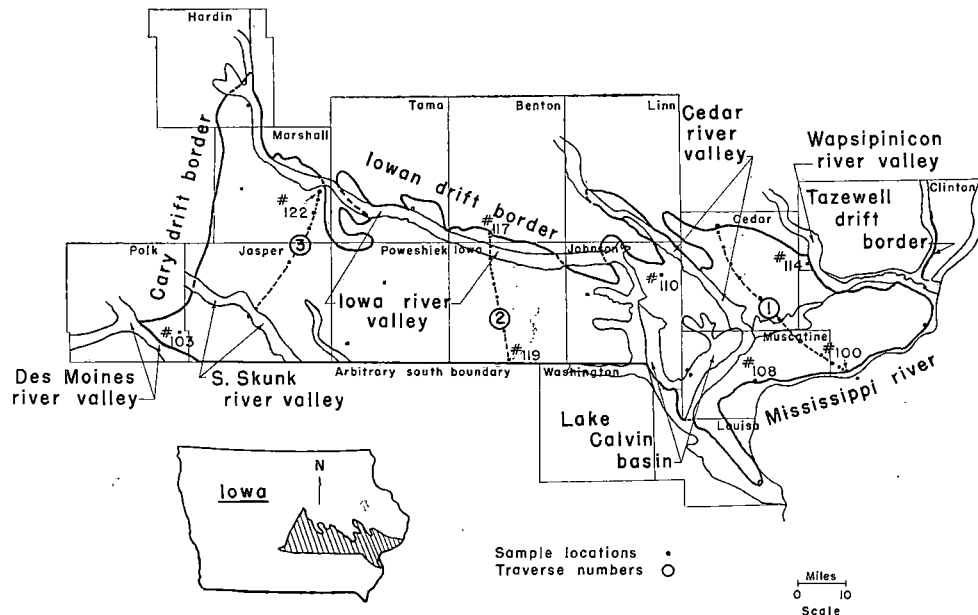 Hardin
Marshall
Tama
Benton
Linn
Cedar
river
valley
Wapsipinicon
river valley
Tazewell
drift
border
Clinton
Cary drift border
Iowan drift
border
#
122
#
117
Cedar
#
114
Polk
Jasper
3
Poweshiek
Iowa
Johnson
#
110
1
#
103
Iowa river
valley
2
#
119
Muscatine
#
100
#
108
Des Moines
river valley
S. Skunk
river valley
Arbitrary south boundary
Washington
Mississippi river
Louisa
Lake
Calvin
basin
Iowa
N
Sample locations
Traverse numbers
Miles
0 10
Scale